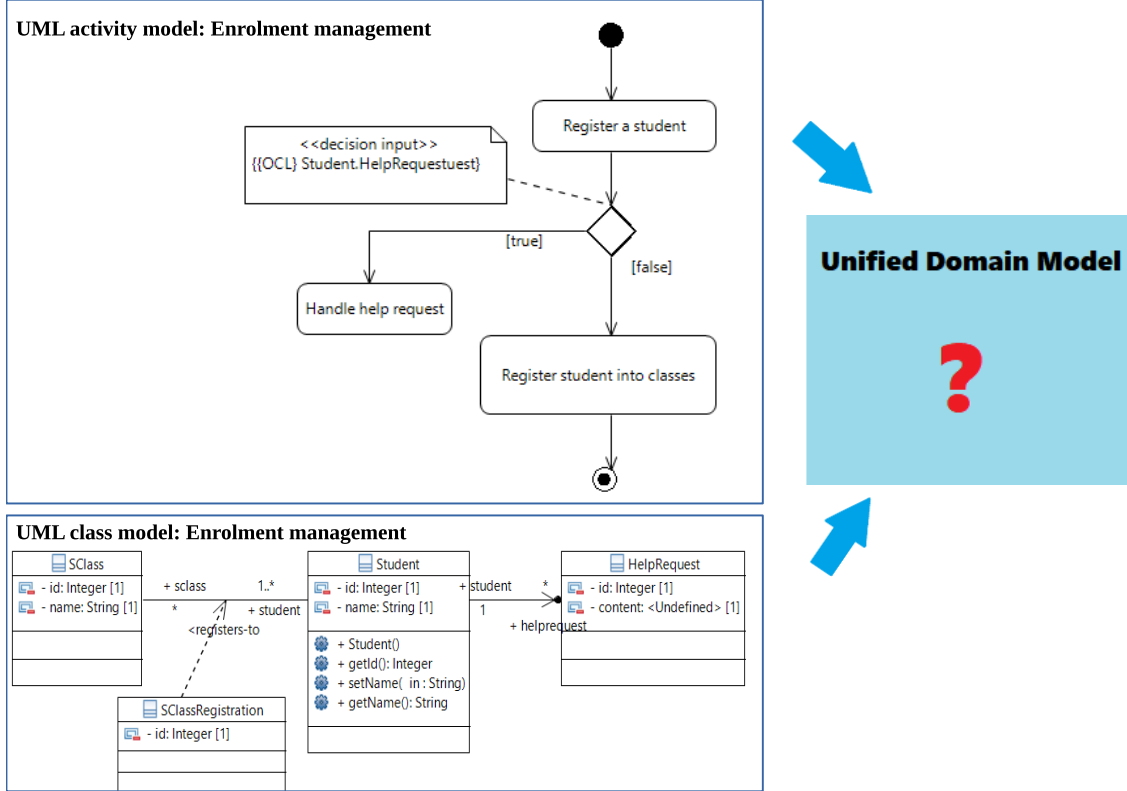 UML activity model: Enrolment management
Register a student
<<decision input>>
{{OCL} Student.HelpRequestuest}
[true]
[false]
Handle help request
Register student into classes
Unified Domain Model
?
UML class model: Enrolment management
SClass
- id: Integer [1]
- name: String [1]
+ sclass
1..*
*
+ student
<registers-to
SClassRegistration
- id: Integer [1]
Student
- id: Integer [1]
- name: String [1]
+ Student()
+ getId(): Integer
+ setName( in : String)
+ getName(): String
+ student
*
1
+ helprequest
HelpRequest
- id: Integer [1]
- content: <Undefined> [1]